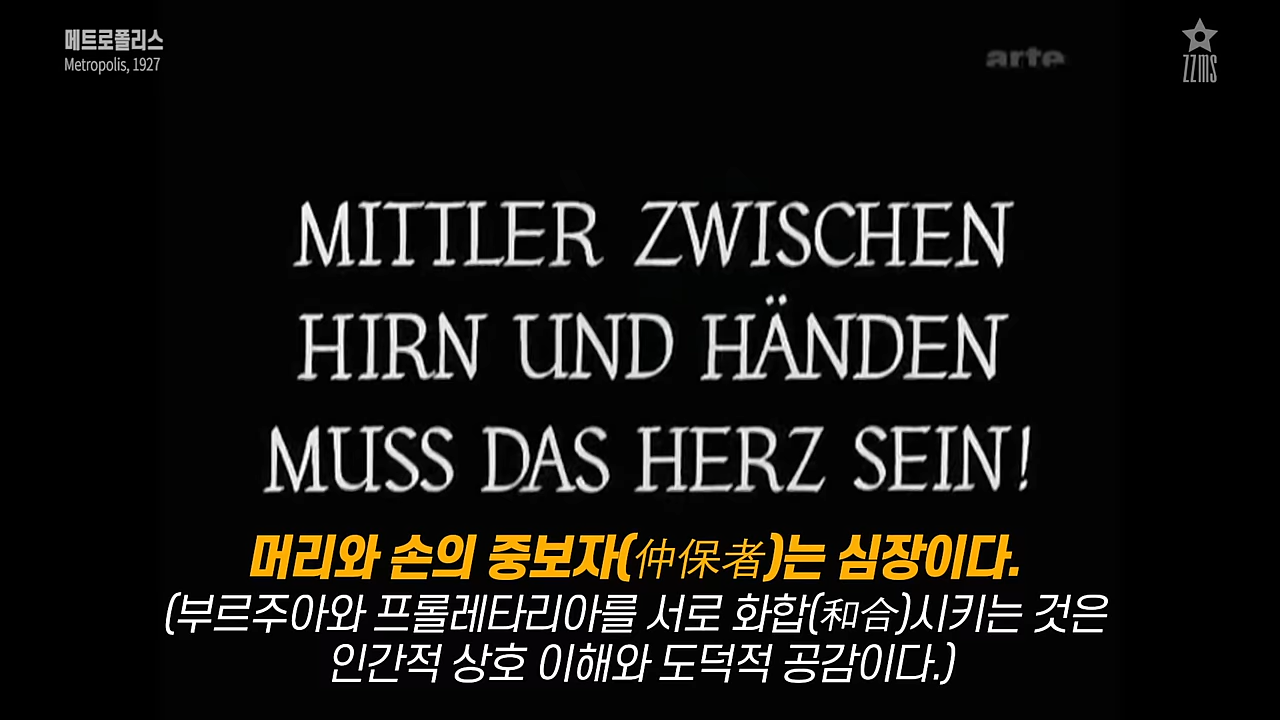 메트로폴리스
Metropolis, 1927
arte
ZZMS
MITTLER ZWISCHEN
HIRN UND HÄNDEN
MUSS DAS HERZ SEIN!
머리와 손의 중보자(仲保者)는 심장이다.
(부르주아와 프롤레타리아를 서로 화합(和合)시키는 것은
인간적 상호 이해와 도덕적 공감이다.)